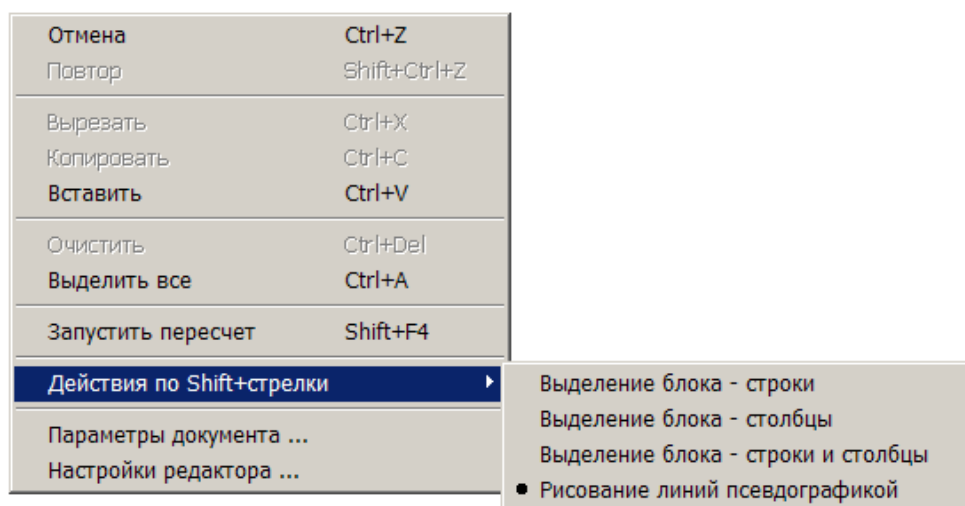 Отмена Ctrl+Z
Повтор Shift+Ctrl+Z
Вырезать Ctrl+X
Копировать Ctrl+C
Вставить Ctrl+V
Очистить Ctrl+Del
Выделить все Ctrl+A
Запустить пересчет Shift+F4
Действия по Shift+стрелки
Параметры документа ...
Настройки редактора ...
Выделение блока - строки
Выделение блока - столбцы
Выделение блока - строки и столбцы
Рисование линий псевдографикой